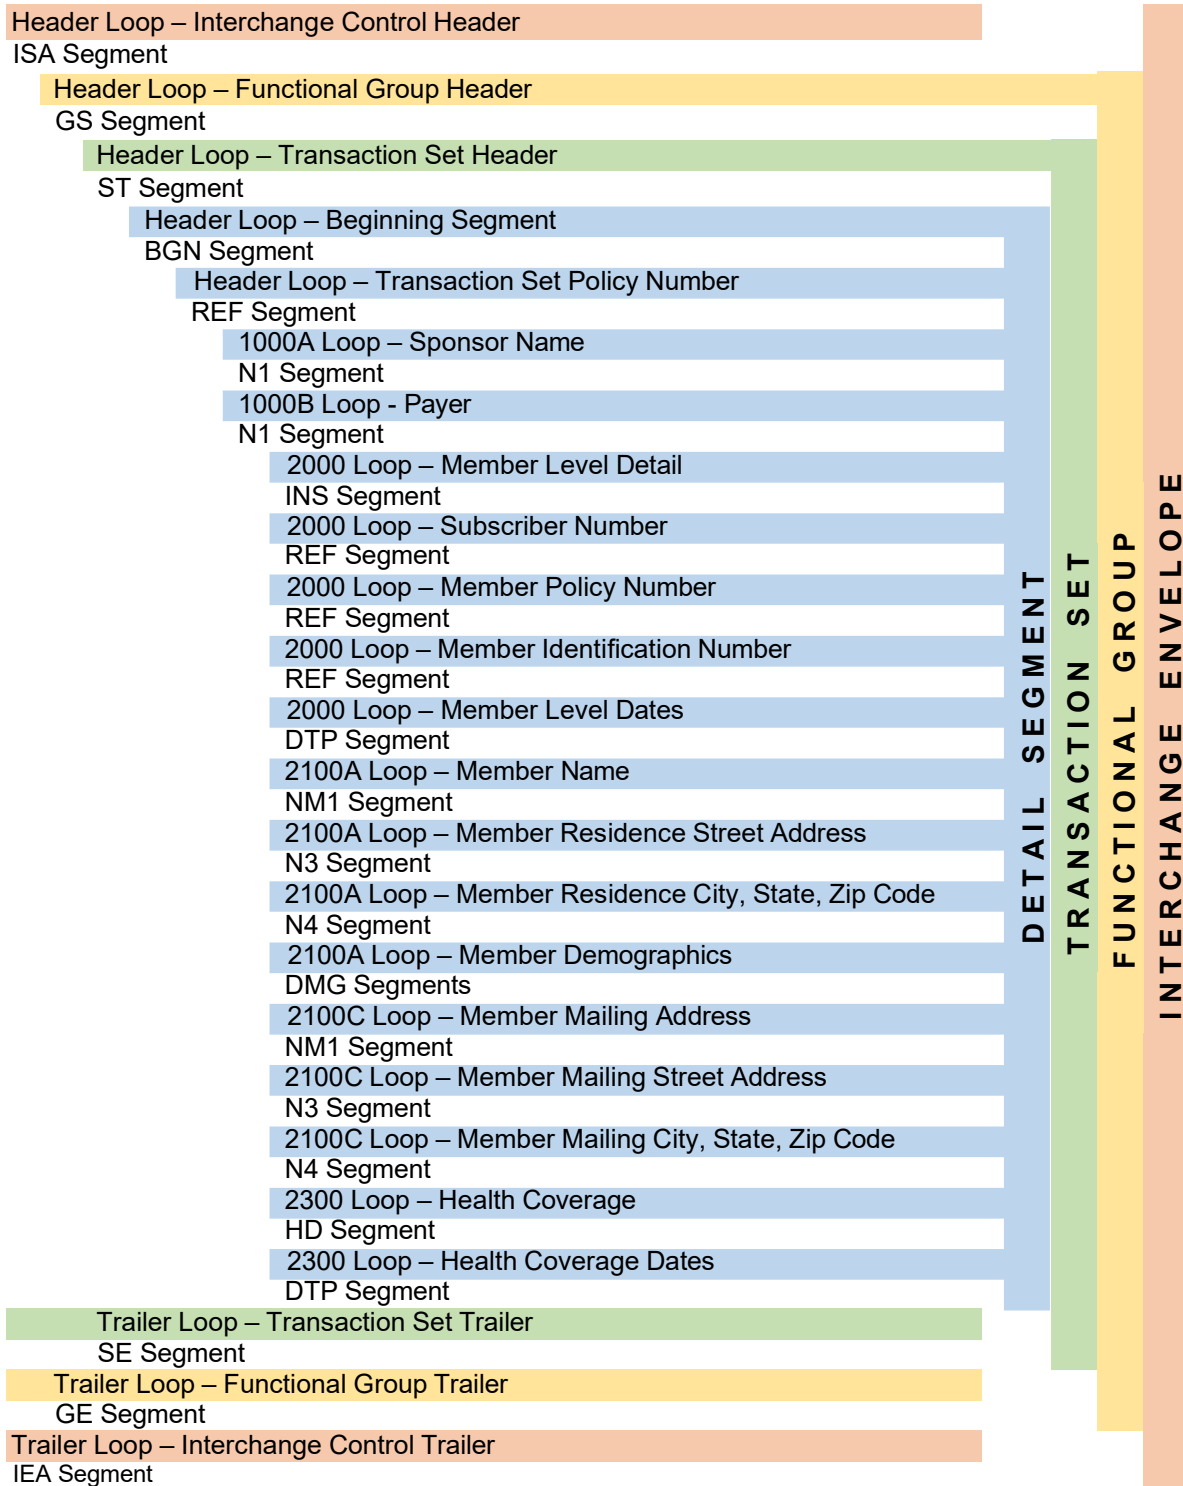 Header Loop – Interchange Control Header
ISA Segment
Header Loop – Functional Group Header
GS Segment
Header Loop – Transaction Set Header
ST Segment
Header Loop – Beginning Segment
BGN Segment
Header Loop – Transaction Set Policy Number
REF Segment
1000A Loop – Sponsor Name
N1 Segment
1000B Loop - Payer
N1 Segment
2000 Loop – Member Level Detail
INS Segment
2000 Loop – Subscriber Number
REF Segment
2000 Loop – Member Policy Number
REF Segment
2000 Loop – Member Identification Number
REF Segment
2000 Loop – Member Level Dates
DTP Segment
2100A Loop – Member Name
NM1 Segment
2100A Loop – Member Residence Street Address
N3 Segment
2100A Loop – Member Residence City, State, Zip Code
N4 Segment
2100A Loop – Member Demographics
DMG Segments
2100C Loop – Member Mailing Address
NM1 Segment
2100C Loop – Member Mailing Street Address
N3 Segment
2100C Loop – Member Mailing City, State, Zip Code
N4 Segment
2300 Loop – Health Coverage
HD Segment
2300 Loop – Health Coverage Dates
DTP Segment
Trailer Loop – Transaction Set Trailer
SE Segment
Trailer Loop – Functional Group Trailer
GE Segment
Trailer Loop – Interchange Control Trailer
IEA Segment
DETAIL SEGMENT
TRANSACTION SET
FUNCTIONAL GROUP
INTERCHANGE ENVELOPE